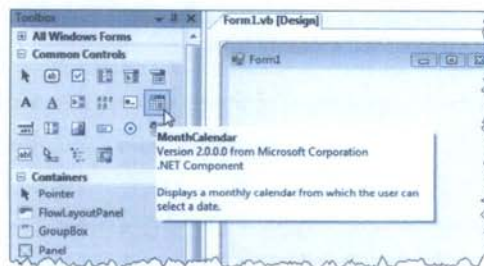 Toolbox
Form1.vb [Design]
All Windows Forms
Common Controls
Form1
MonthCalendar
Version 2.0.0.0 from Microsoft Corporation
.NET Component
Displays a monthly calendar from which the user can
select a date.
Containers
Pointer
FlowLayoutPanel
GroupBox
Panel